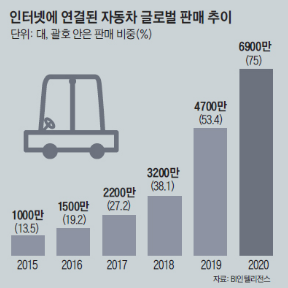 인터넷에 연결된 자동차 글로벌 판매 추이
단위: 대, 괄호 안은 판매 비중(%)
6900만
(75)
4700만
(53.4)
3200만
(38.1)
2200만
(27.2)
1500만
(19.2)
1000만
(13.5)
2015 2016 2017 2018 2019 2020
자료: BI인텔리전스